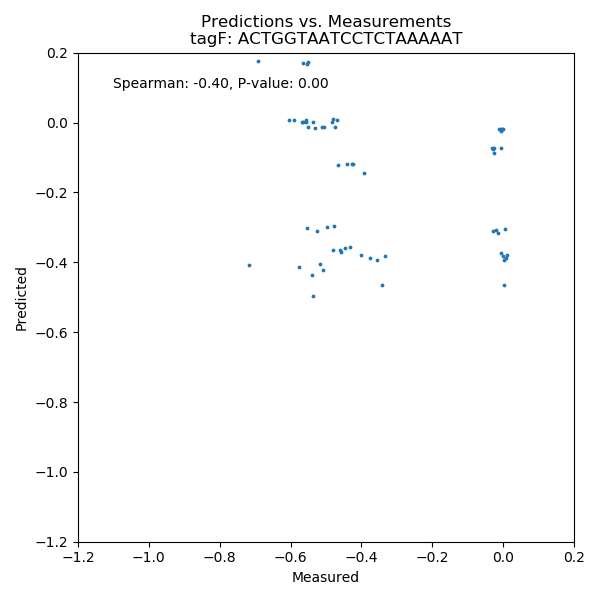 Predictions vs. Measurements
tagF: ACTGGTAATCCTCTAAAAAT
Spearman: -0.40, P-value: 0.00
Predicted
0.2
0.0
−0.2
−0.4
−0.6
−0.8
−1.0
−1.2
−1.2 −1.0 −0.8 −0.6 −0.4 −0.2 0.0 0.2
Measured